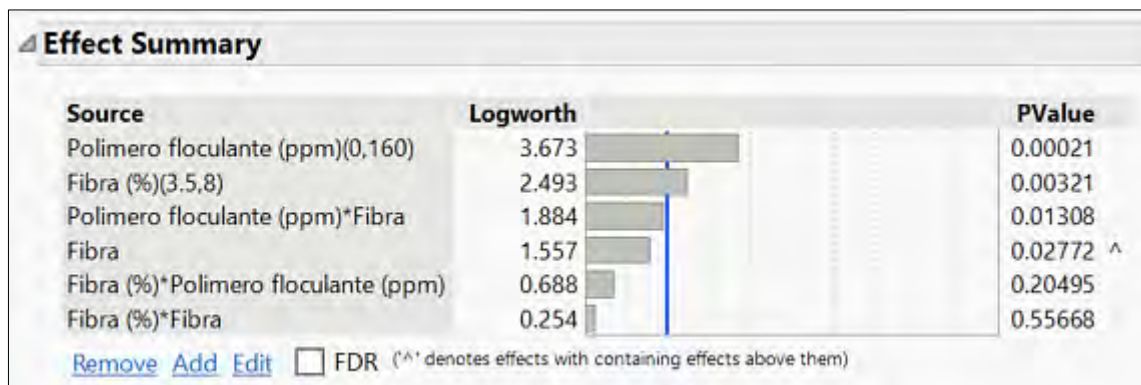 Effect Summary
Source Logworth PValue
Polimero floculante (ppm)(0,160) 3.673 0.00021
Fibra (%)(3.5,8) 2.493 0.00321
Polimero floculante (ppm)*Fibra 1.884 0.01308
Fibra 1.557 0.02772 ^
Fibra (%)*Polimero floculante (ppm) 0.688 0.20495
Fibra (%)*Fibra 0.254 0.55668
Remove Add Edit FDR ('^' denotes effects with containing effects above them)